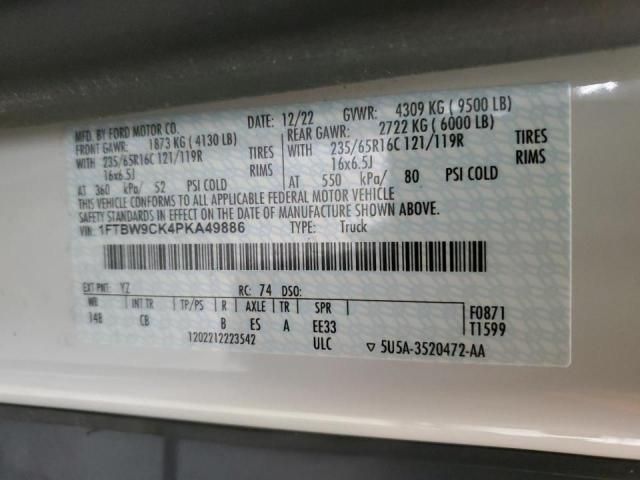 MFD. BY FORD MOTOR CO. DATE: 12/22 GVWR: 4309 KG ( 9500 LB)
FRONT GAWR: 1873 KG ( 4130 LB) REAR GAWR: 2722 KG ( 6000 LB)
WITH 235/65R16C 121/119R TIRES WITH 235/65R16C 121/119R TIRES
16x6.5J RIMS 16x6.5J RIMS
AT 360 kPa/ 52 PSI COLD AT 550 kPa/ 80 PSI COLD
THIS VEHICLE CONFORMS TO ALL APPLICABLE FEDERAL MOTOR VEHICLE
SAFTEY STANDARDS IN EFFECT ON THE DATE OF MANUFACTURE SHOWN ABOVE.
VIN: 1FTBW9CK4PKA49886 TYPE: Truck
EXT PNT: YZ RC: 74 DSO:
WB INT TR TP/PS R AXLE TR SPR F0871
148 CB B ES A EE33 T1599
1202212223542 ULC ▽ 5U5A-3520472-AA